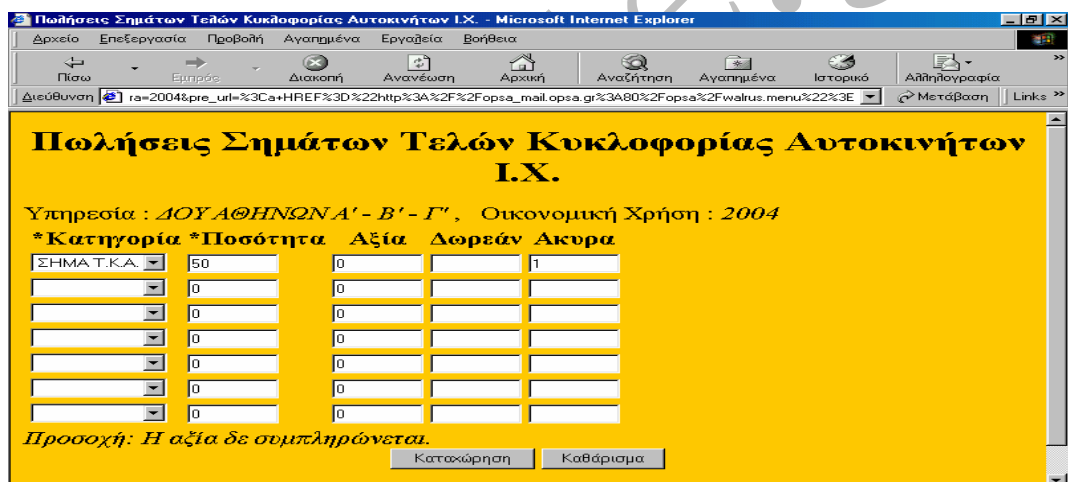 Πωλήσεις Σημάτων Τελών Κυκλοφορίας Αυτοκινήτων Ι.Χ. - Microsoft Internet Explorer
Αρχείο Επεξεργασία Προβολή Αγαπημένα Εργαλεία Βοήθεια
Πίσω Εμπρός Διακοπή Ανανέωση Αρχική Αναζήτηση Αγαπημένα Ιστορικό Αλληλογραφία »
Διεύθυνση ra=2004&pre_url=%3Ca+HREF%3D%22http%3A%2F%2Fopsa_mail.opsa.gr%3A80%2Fopsa%2Fwalrus.menu%22%3E Μετάβαση Links »
Πωλήσεις Σημάτων Τελών Κυκλοφορίας Αυτοκινήτων
Ι.Χ.
Υπηρεσία : ΔΟΥ ΑΘΗΝΩΝ Α' - Β' - Γ' , Οικονομική Χρήση : 2004
*Κατηγορία *Ποσότητα Αξία Δωρεάν Ακυρα
ΣΗΜΑ Τ.Κ.Α. 50 0 1
0 0
0 0
0 0
0 0
0 0
0 0
Προσοχή: Η αξία δε συμπληρώνεται.
Καταχώρηση Καθάρισμα